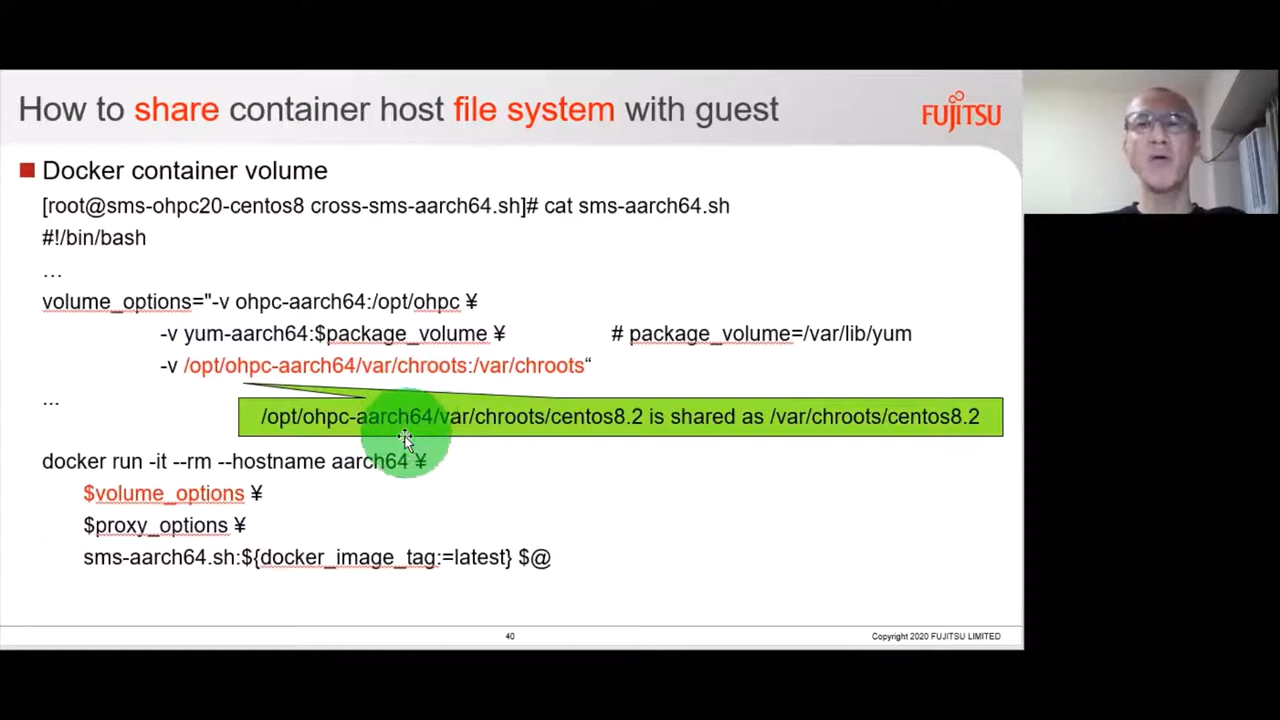 How to share container host file system with guest
FUJITSU
Docker container volume
[root@sms-ohpc20-centos8 cross-sms-aarch64.sh]# cat sms-aarch64.sh
#!/bin/bash
…
volume_options="-v ohpc-aarch64:/opt/ohpc ¥
-v yum-aarch64:$package_volume ¥ # package_volume=/var/lib/yum
-v /opt/ohpc-aarch64/var/chroots:/var/chroots“
...
/opt/ohpc-aarch64/var/chroots/centos8.2 is shared as /var/chroots/centos8.2
docker run -it --rm --hostname aarch64 ¥
$volume_options ¥
$proxy_options ¥
sms-aarch64.sh:${docker_image_tag:=latest} $@
40
Copyright 2020 FUJITSU LIMITED